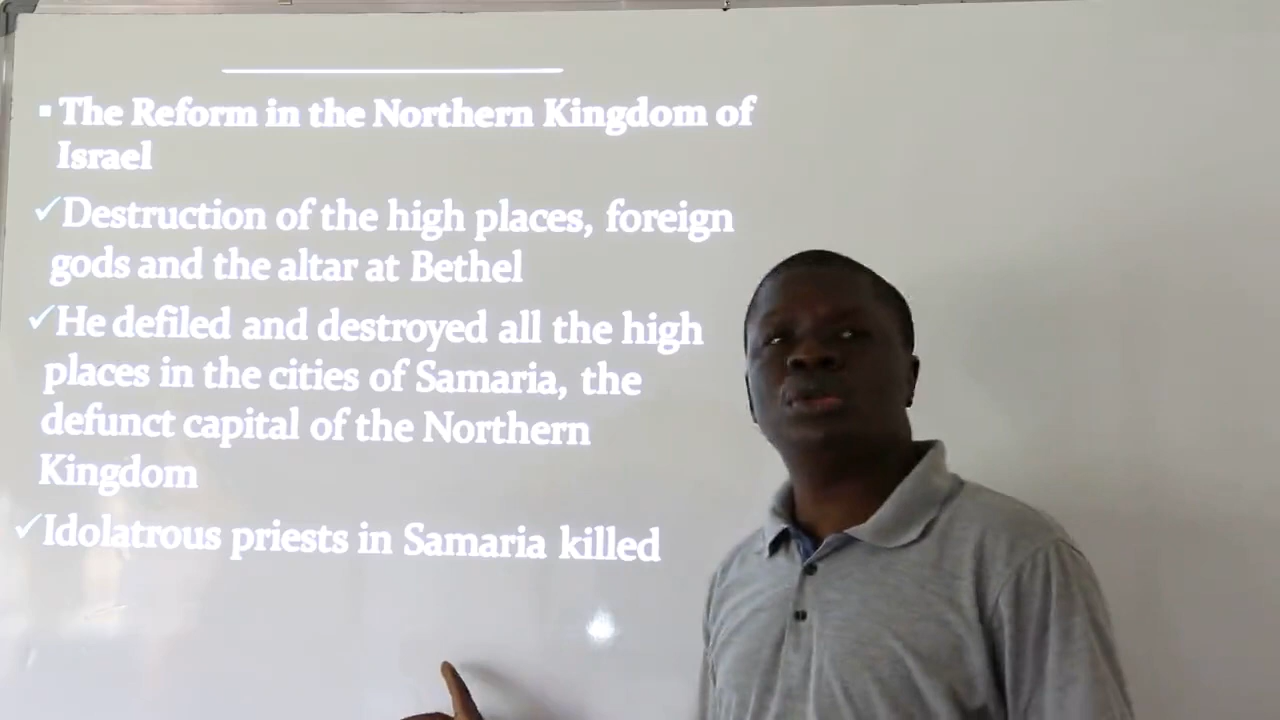 ▪ The Reform in the Northern Kingdom of
Israel
✓Destruction of the high places, foreign
gods and the altar at Bethel
✓He defiled and destroyed all the high
places in the cities of Samaria, the
defunct capital of the Northern
Kingdom
✓Idolatrous priests in Samaria killed